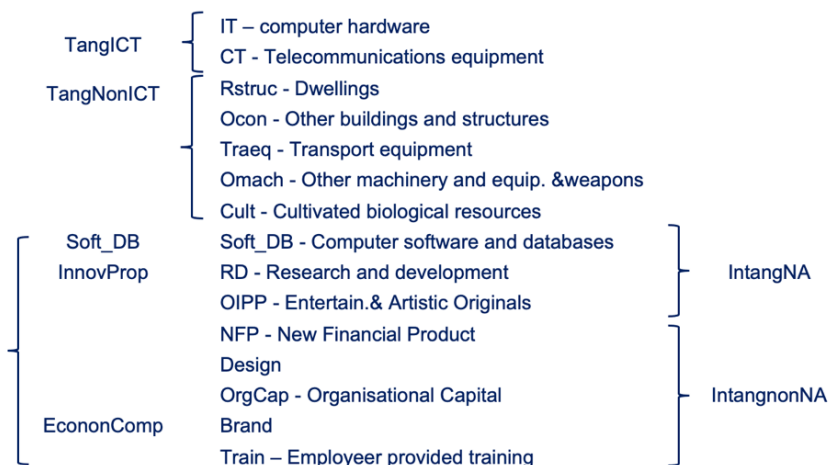 TangICT
IT – computer hardware
CT - Telecommunications equipment
TangNonICT
Rstruc - Dwellings
Ocon - Other buildings and structures
Traeq - Transport equipment
Omach - Other machinery and equip. &weapons
Cult - Cultivated biological resources
Soft_DB
Soft_DB - Computer software and databases
InnovProp
RD - Research and development
IntangNA
OIPP - Entertain.& Artistic Originals
NFP - New Financial Product
Design
OrgCap - Organisational Capital
IntangnonNA
EcononComp
Brand
Train – Employeer provided training